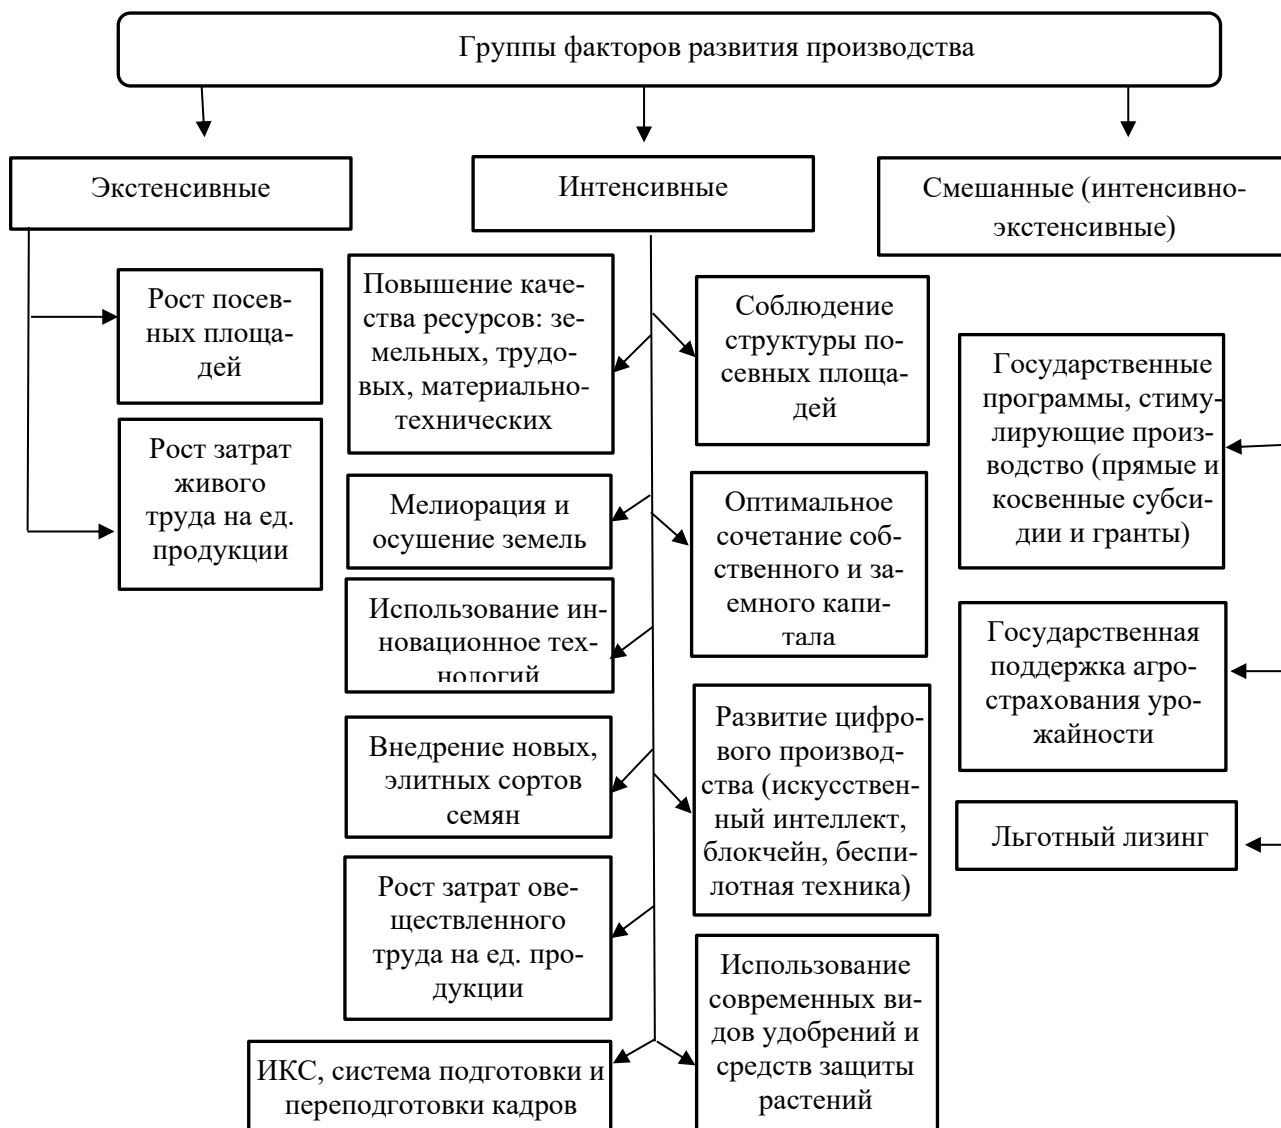 Группы факторов развития производства
Экстенсивные
Интенсивные
Смешанные (интенсивно-
экстенсивные)
Рост посев-
ных площа-
дей
Рост затрат
живого
труда на ед.
продукции
Повышение каче-
ства ресурсов: зе-
мельных, трудо-
вых, материально-
технических
Мелиорация и
осушение земель
Использование ин-
новационное тех-
нологий
Внедрение новых,
элитных сортов
семян
Рост затрат ове-
ществленного
труда на ед. про-
дукции
ИКС, система подготовки и
переподготовки кадров
Соблюдение
структуры по-
севных площа-
дей
Оптимальное
сочетание соб-
ственного и за-
емного капи-
тала
Развитие цифро-
вого производ-
ства (искусствен-
ный интеллект,
блокчейн, беспи-
лотная техника)
Использование
современных ви-
дов удобрений и
средств защиты
растений
Государственные
программы, стиму-
лирующие произ-
водство (прямые и
косвенные субси-
дии и гранты)
Государственная
поддержка агро-
страхования уро-
жайности
Льготный лизинг